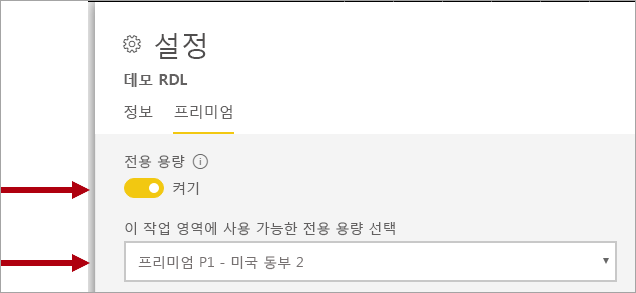 설정
데모 RDL
정보 프리미엄
전용 용량
켜기
이 작업 영역에 사용 가능한 전용 용량 선택
프리미엄 P1 - 미국 동부 2